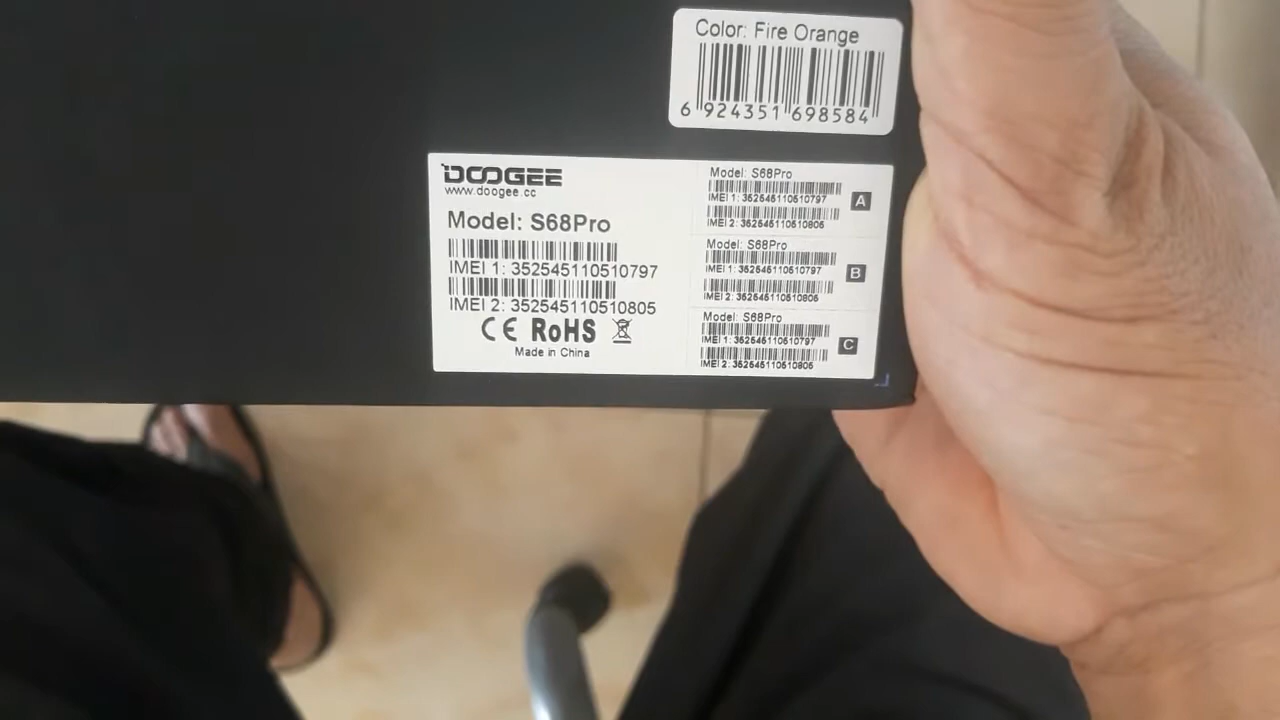 Color: Fire Orange
6 924351 698584
DOOGEE
www.doogee.cc
Model: S68Pro
IMEI 1: 352545110510797
IMEI 2: 352545110510805
CE RoHS
Made in China
Model: S68Pro
IMEI 1: 352545110510797
IMEI 2: 352545110510805
A
Model: S68Pro
IMEI 1: 352545110510797
IMEI 2: 352545110510805
B
Model: S68Pro
IMEI 1: 352545110510797
IMEI 2: 352545110510805
C